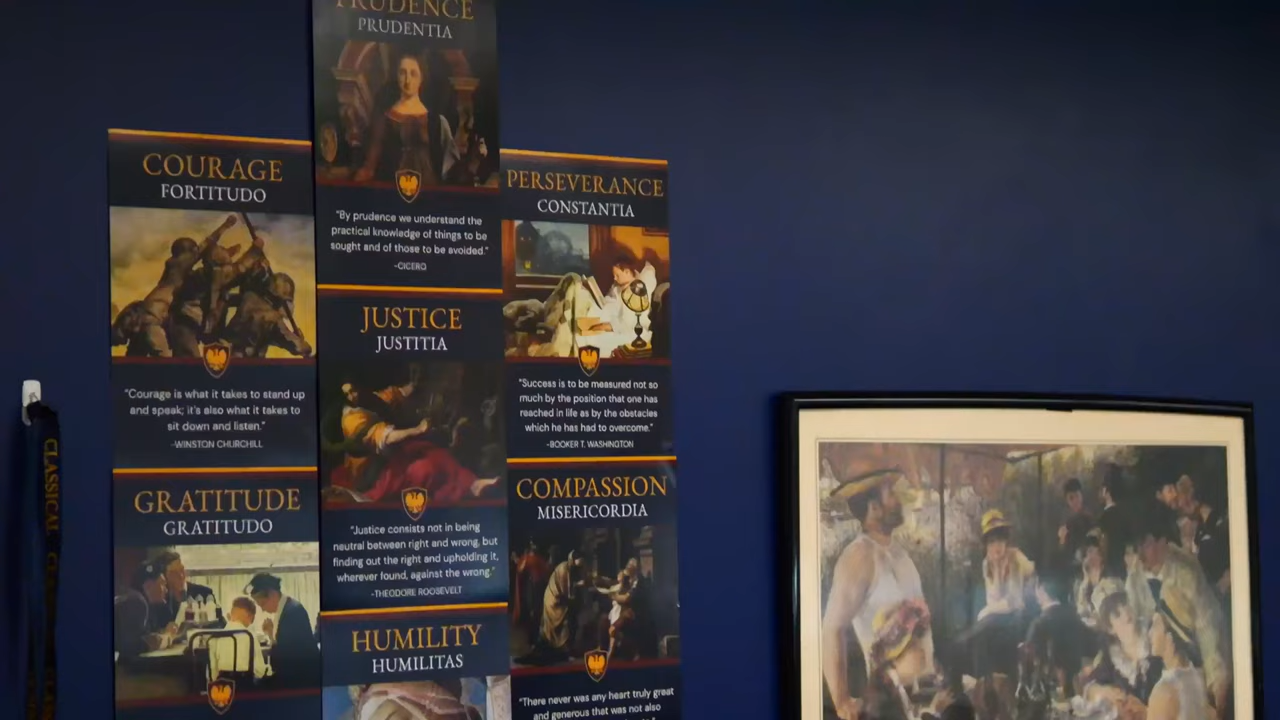 PRUDENCE
PRUDENTIA
"By prudence we understand the
practical knowledge of things to be
sought and of those to be avoided."
-CICERO
COURAGE
FORTITUDO
"Courage is what it takes to stand up
and speak; it's also what it takes to
sit down and listen."
-WINSTON CHURCHILL
PERSEVERANCE
CONSTANTIA
"Success is to be measured not so
much by the position that one has
reached in life as by the obstacles
which he has had to overcome."
-BOOKER T. WASHINGTON
JUSTICE
JUSTITIA
"Justice consists not in being
neutral between right and wrong, but
finding out the right and upholding it,
wherever found, against the wrong."
-THEODORE ROOSEVELT
GRATITUDE
GRATITUDO
COMPASSION
MISERICORDIA
"There never was any heart truly great
and generous that was not also
HUMILITY
HUMILITAS
CLASSICAL